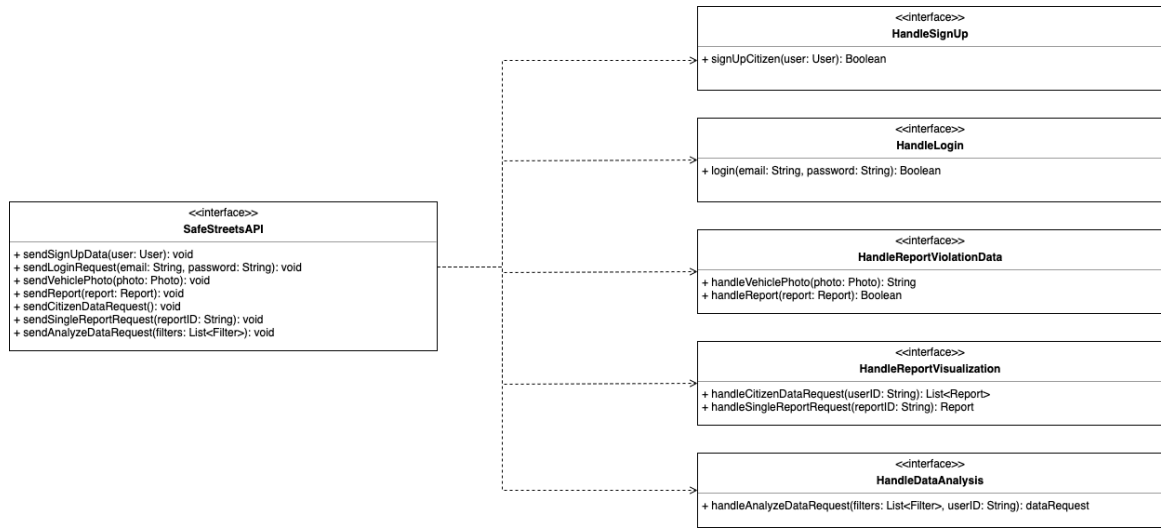 <<interface>>
HandleSignUp
+ signUpCitizen(user: User): Boolean
<<interface>>
HandleLogin
+ login(email: String, password: String): Boolean
<<interface>>
SafeStreetsAPI
+ sendSignUpData(user: User): void
+ sendLoginRequest(email: String, password: String): void
+ sendVehiclePhoto(photo: Photo): void
+ sendReport(report: Report): void
+ sendCitizenDataRequest(): void
+ sendSingleReportRequest(reportID: String): void
+ sendAnalyzeDataRequest(filters: List<Filter>): void
<<interface>>
HandleReportViolationData
+ handleVehiclePhoto(photo: Photo): String
+ handleReport(report: Report): Boolean
<<interface>>
HandleReportVisualization
+ handleCitizenDataRequest(userID: String): List<Report>
+ handleSingleReportRequest(reportID: String): Report
<<interface>>
HandleDataAnalysis
+ handleAnalyzeDataRequest(filters: List<Filter>, userID: String): dataRequest